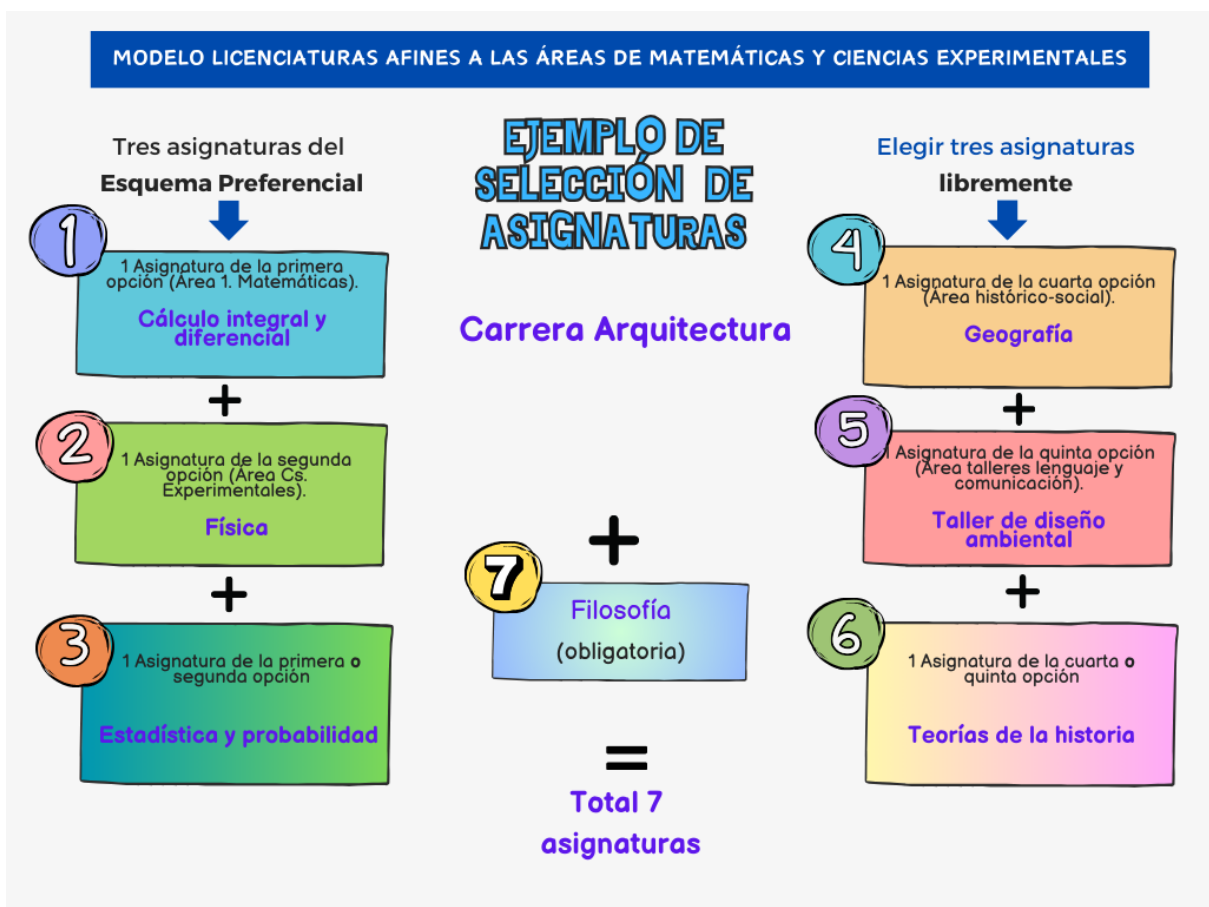 MODELO LICENCIATURAS AFINES A LAS ÁREAS DE MATEMÁTICAS Y CIENCIAS EXPERIMENTALES
EJEMPLO DE
SELECCIÓN DE
ASIGNATURAS
Carrera Arquitectura
Tres asignaturas del
Esquema Preferencial
1
1 Asignatura de la primera
opción (Área 1. Matemáticas).
Cálculo integral y
diferencial
+
2
1 Asignatura de la segunda
opción (Área Cs.
Experimentales).
Física
+
3
1 Asignatura de la primera o
segunda opción
Estadística y probabilidad
Elegir tres asignaturas
libremente
4
1 Asignatura de la cuarta opción
(Área histórico-social).
Geografía
+
5
1 Asignatura de la quinta opción
(Área talleres lenguaje y
comunicación).
Taller de diseño
ambiental
+
6
1 Asignatura de la cuarta o
quinta opción
Teorías de la historia
+
7
Filosofía
(obligatoria)
=
Total 7
asignaturas